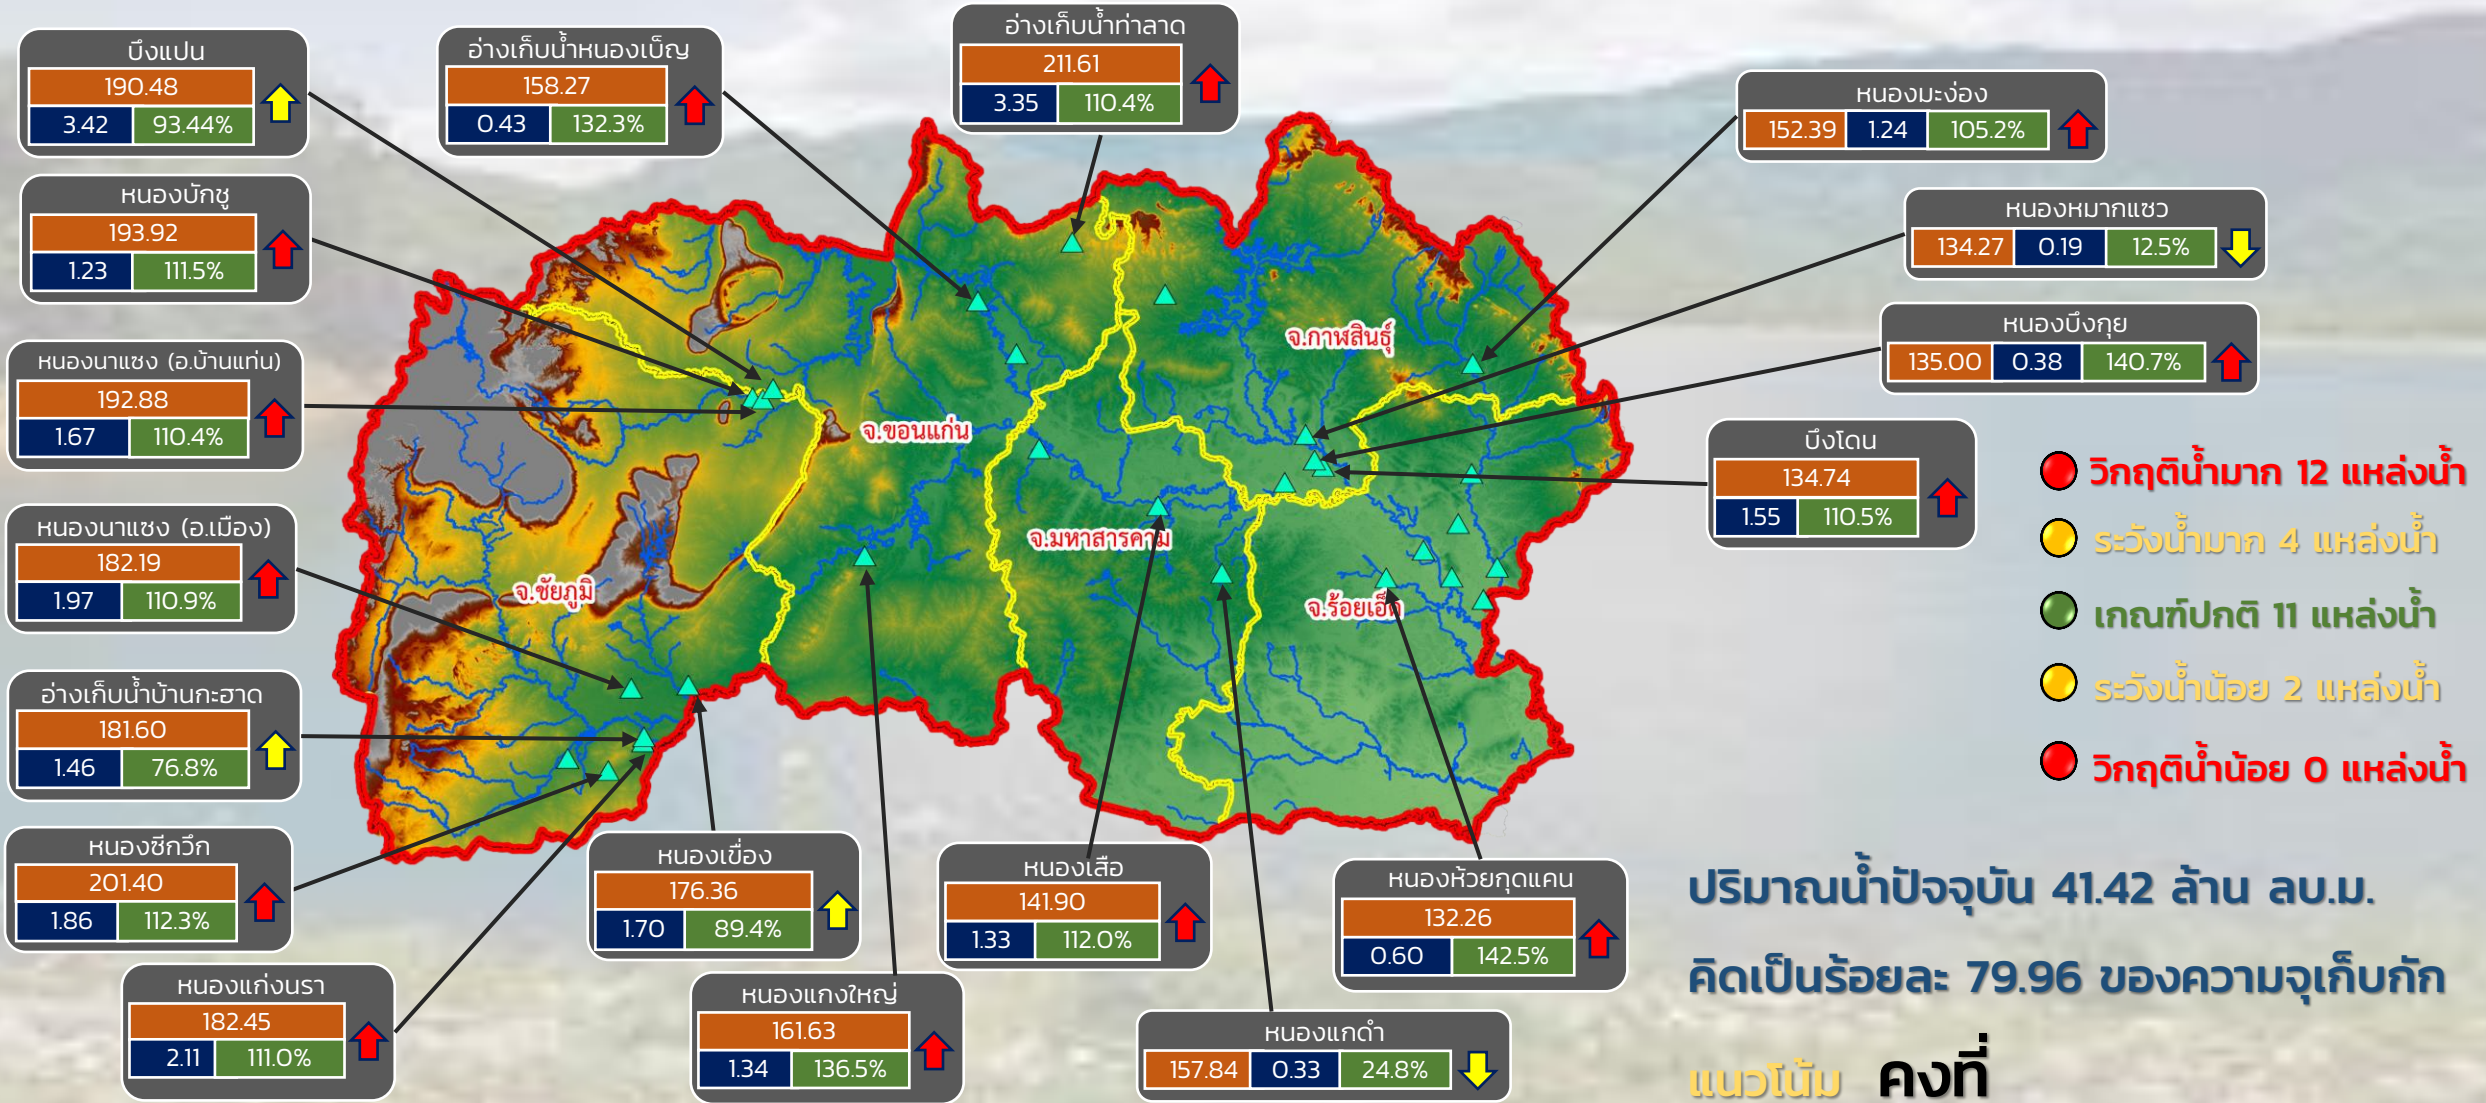 บึงแปน
190.48
3.42 93.44%
อ่างเก็บน้ำหนองเบ็ญ
158.27
0.43 132.3%
อ่างเก็บน้ำท่าลาด
211.61
3.35 110.4%
หนองมะง่อง
152.39 1.24 105.2%
หนองบักชู
193.92
1.23 111.5%
หนองหมากแซว
134.27 0.19 12.5%
หนองบึงกุย
135.00 0.38 140.7%
หนองนาแซง (อ.บ้านแท่น)
192.88
1.67 110.4%
บึงโดน
134.74
1.55 110.5%
จ.กาฬสินธุ์
จ.ขอนแก่น
จ.มหาสารคาม
จ.ชัยภูมิ
จ.ร้อยเอ็ด
วิกฤติน้ำมาก 12 แหล่งน้ำ
ระวังน้ำมาก 4 แหล่งน้ำ
เกณฑ์ปกติ 11 แหล่งน้ำ
ระวังน้ำน้อย 2 แหล่งน้ำ
วิกฤติน้ำน้อย 0 แหล่งน้ำ
หนองนาแซง (อ.เมือง)
182.19
1.97 110.9%
อ่างเก็บน้ำบ้านกะฮาด
181.60
1.46 76.8%
หนองซีกวึก
201.40
1.86 112.3%
หนองแก่งนรา
182.45
2.11 111.0%
หนองเขื่อง
176.36
1.70 89.4%
หนองแกงใหญ่
161.63
1.34 136.5%
หนองเสือ
141.90
1.33 112.0%
หนองแกดำ
157.84 0.33 24.8%
หนองห้วยกุดแคน
132.26
0.60 142.5%
ปริมาณน้ำปัจจุบัน 41.42 ล้าน ลบ.ม.
คิดเป็นร้อยละ 79.96 ของความจุเก็บกัก
แนวโน้ม คงที่